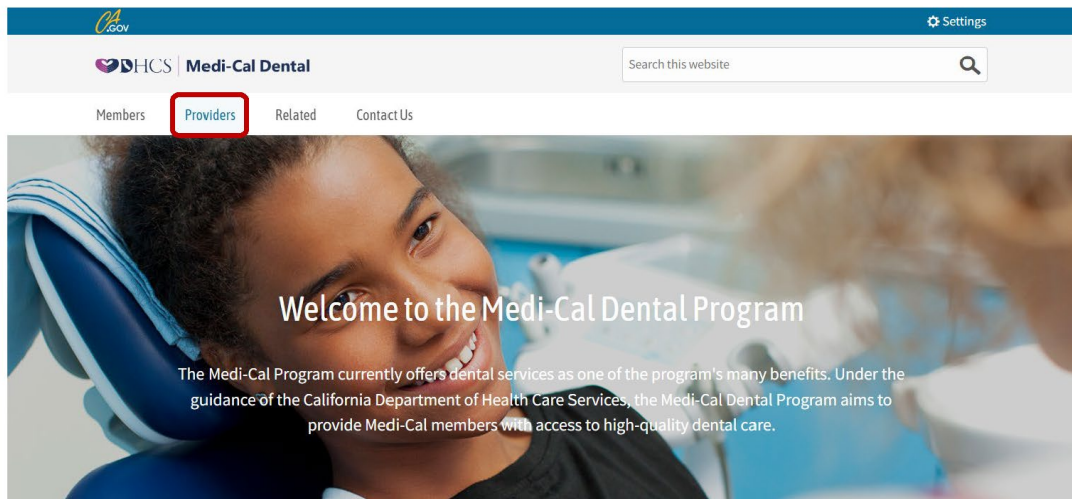 CA.GOV
Settings
DHCS Medi-Cal Dental
Search this website
Members Providers Related Contact Us
Welcome to the Medi-Cal Dental Program
The Medi-Cal Program currently offers dental services as one of the program's many benefits. Under the
guidance of the California Department of Health Care Services, the Medi-Cal Dental Program aims to
provide Medi-Cal members with access to high-quality dental care.